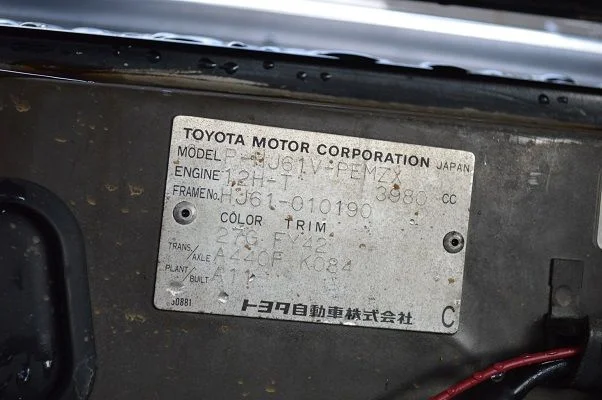 TOYOTA MOTOR CORPORATION JAPAN
MODEL P-HJ61V-PEMZX
ENGINE 12H-T 3980 CC
FRAME No. HJ61-010190
COLOR TRIM
276 FY42
TRANS./AXLE A440F K084
PLANT/BUILT A11
30881 トヨタ自動車株式会社 C